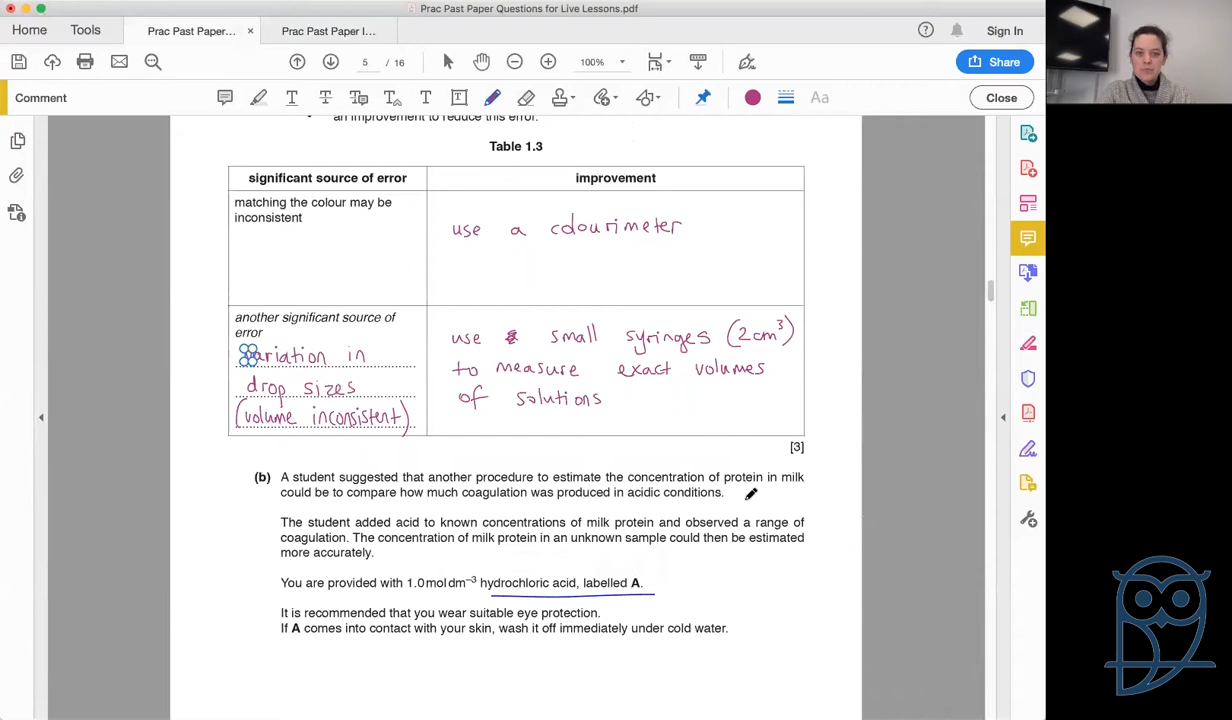 Prac Past Paper Questions for Live Lessons.pdf
Home Tools Prac Past Paper... × Prac Past Paper I... Sign In
5 / 16 100% Share
Comment Aa Close
an improvement to reduce this error.
Table 1.3
significant source of error improvement
matching the colour may be
inconsistent
use a colourimeter
another significant source of
error
variation in
drop sizes
(volume inconsistent)
use small syringes (2cm³)
to measure exact volumes
of solutions
[3]
(b) A student suggested that another procedure to estimate the concentration of protein in milk
could be to compare how much coagulation was produced in acidic conditions.
The student added acid to known concentrations of milk protein and observed a range of
coagulation. The concentration of milk protein in an unknown sample could then be estimated
more accurately.
You are provided with 1.0 mol dm⁻³ hydrochloric acid, labelled A.
It is recommended that you wear suitable eye protection.
If A comes into contact with your skin, wash it off immediately under cold water.